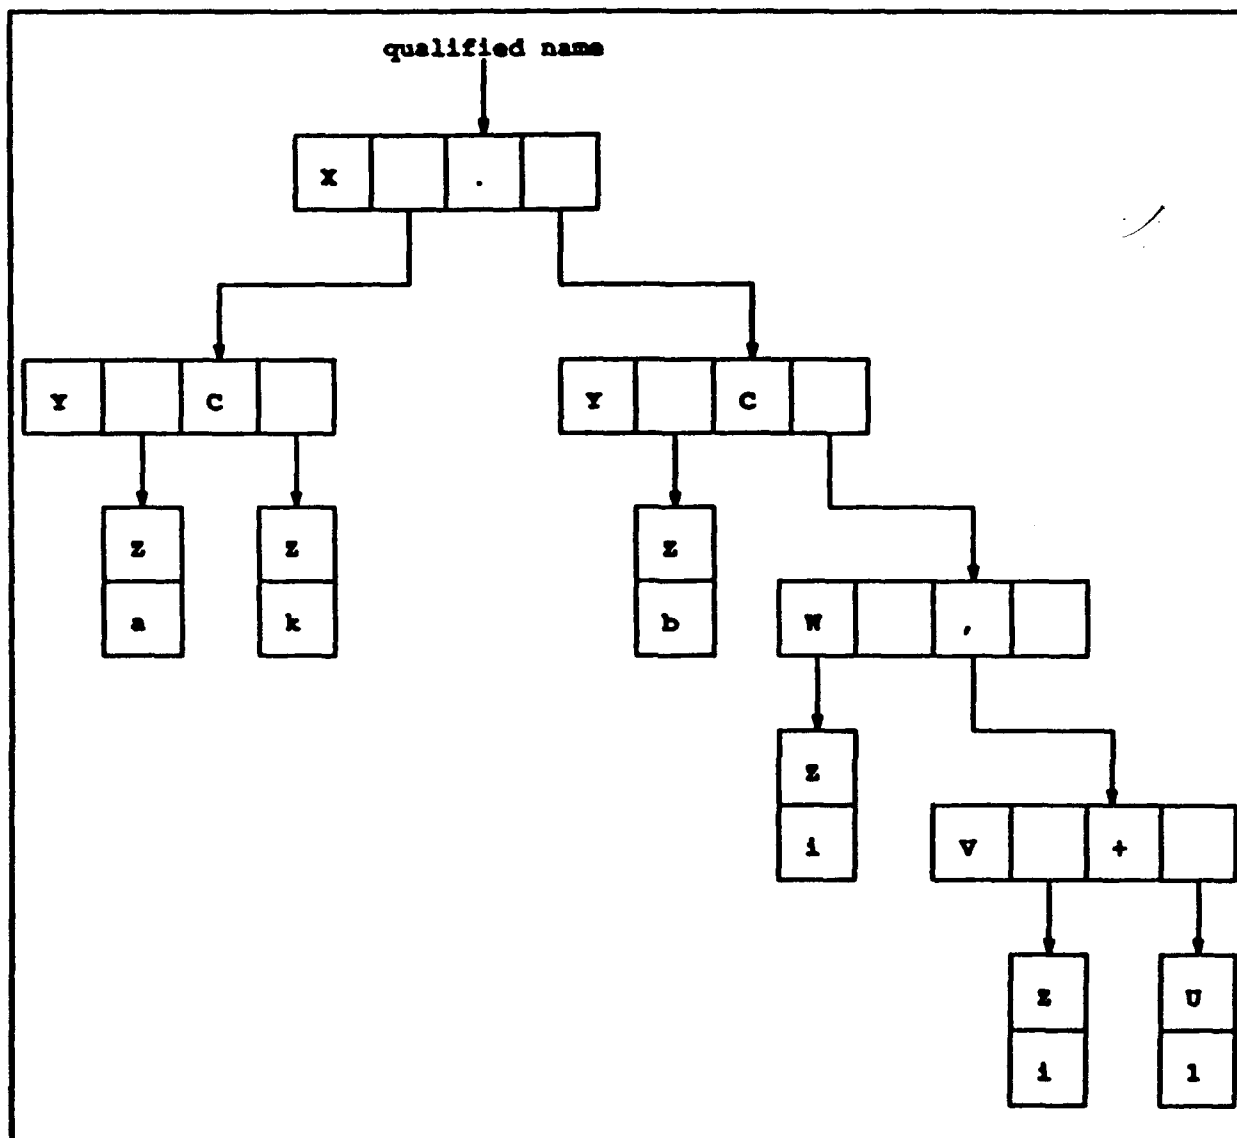 qualified name
X .
Y C Y C
Z Z Z
a k b
W ,
Z
i
V +
Z U
i 1